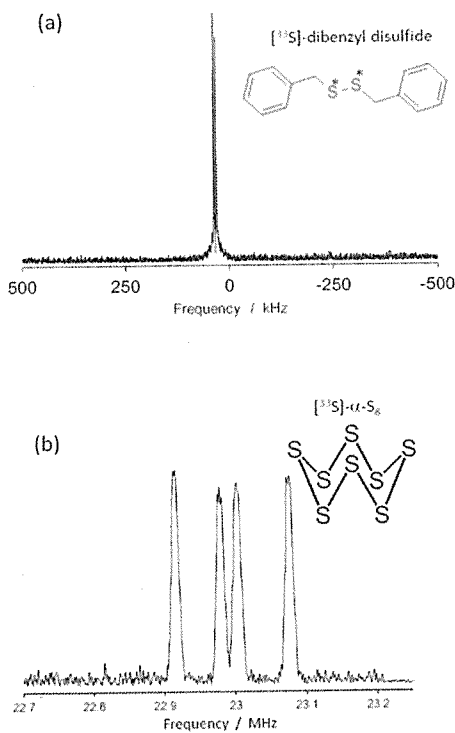 (a)
[³³S]-dibenzyl disulfide
S* S*
500 250 0 -250 -500
Frequency / kHz
[³³S]-α-S₈
(b)
S S S
S S S
S S
22.7 22.8 22.9 23 23.1 23.2
Frequency / MHz